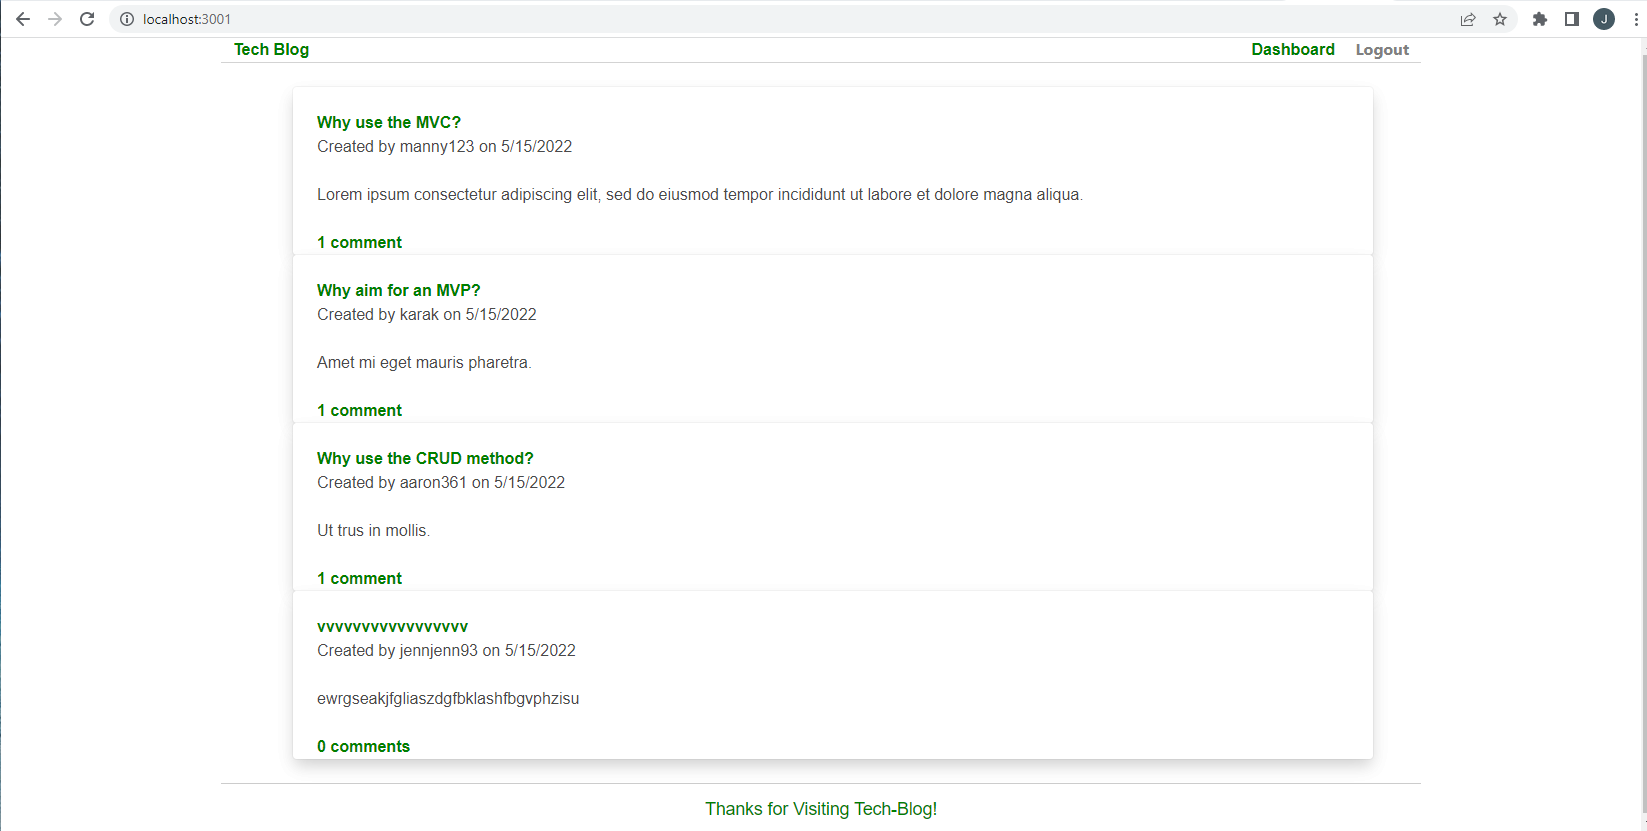 localhost:3001
J
Tech Blog Dashboard Logout
Why use the MVC?
Created by manny123 on 5/15/2022
Lorem ipsum consectetur adipiscing elit, sed do eiusmod tempor incididunt ut labore et dolore magna aliqua.
1 comment
Why aim for an MVP?
Created by karak on 5/15/2022
Amet mi eget mauris pharetra.
1 comment
Why use the CRUD method?
Created by aaron361 on 5/15/2022
Ut trus in mollis.
1 comment
vvvvvvvvvvvvvvvvv
Created by jennjenn93 on 5/15/2022
ewrgseakjfgliaszdgfbklashfbgvphzisu
0 comments
Thanks for Visiting Tech-Blog!